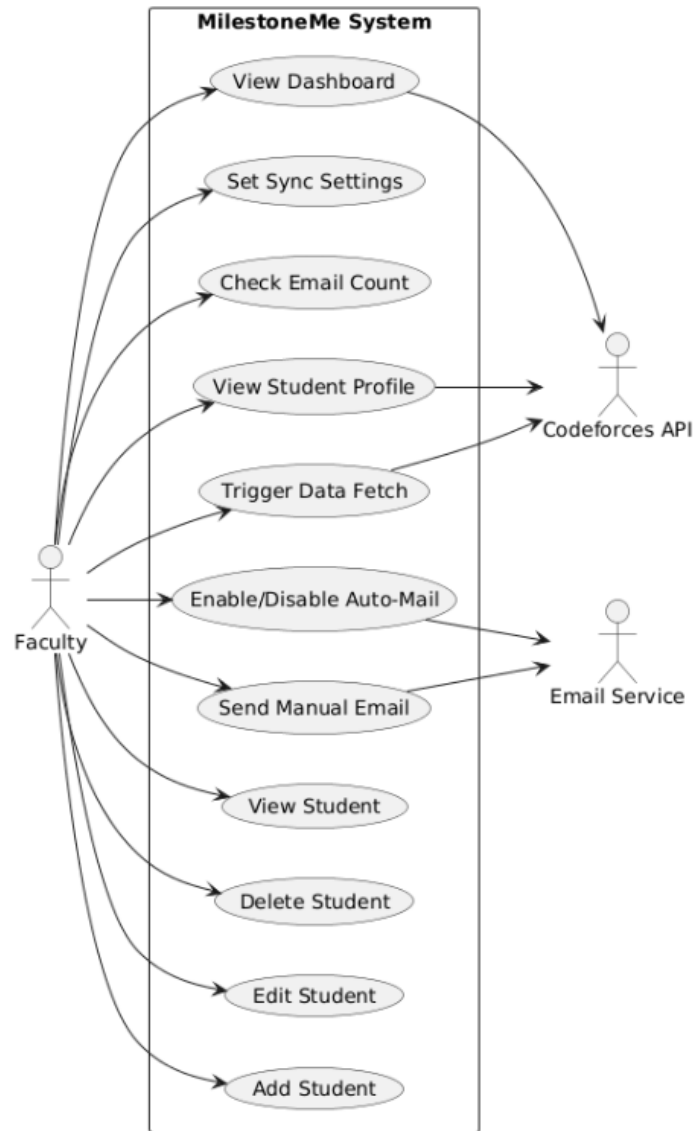 MilestoneMe System
View Dashboard
Set Sync Settings
Check Email Count
View Student Profile
Codeforces API
Trigger Data Fetch
Enable/Disable Auto-Mail
Faculty
Email Service
Send Manual Email
View Student
Delete Student
Edit Student
Add Student